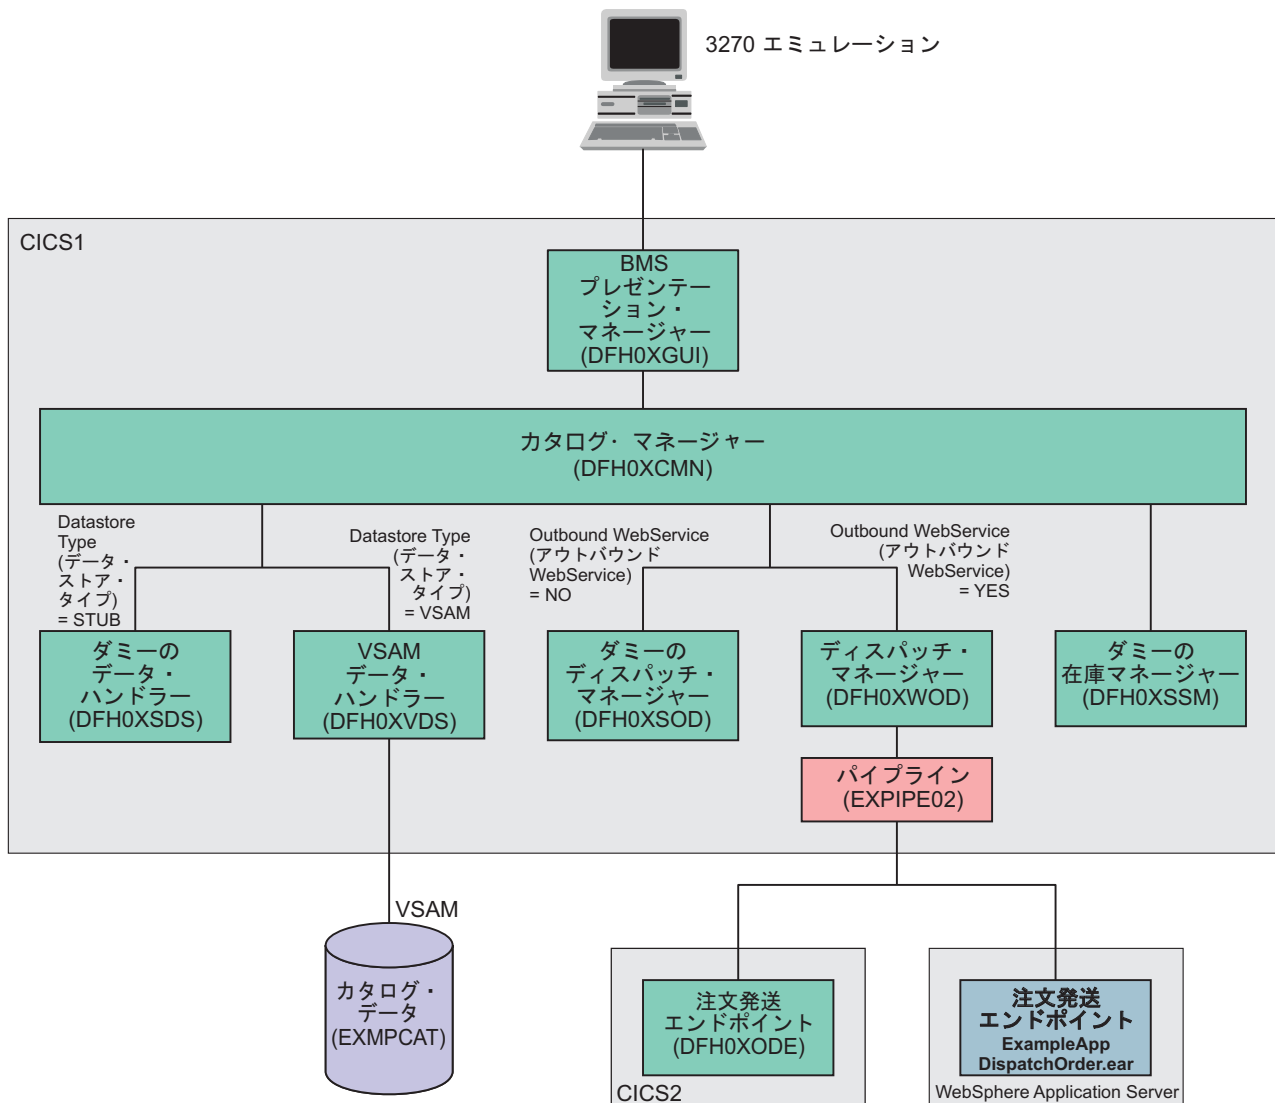 3270 エミュレーション
CICS1
BMS
プレゼンテー
ション・
マネージャー
(DFH0XGUI)
カタログ・ マネージャー
(DFH0XCMN)
Datastore
Type
(データ・
ストア・
タイプ)
= STUB
Datastore Type
(データ・
ストア・
タイプ)
= VSAM
Outbound WebService
(アウトバウンド
WebService)
= NO
Outbound WebService
(アウトバウンド
WebService)
= YES
ダミーの
データ・
ハンドラー
(DFH0XSDS)
VSAM
データ・
ハンドラー
(DFH0XVDS)
ダミーの
ディスパッチ・
マネージャー
(DFH0XSOD)
ディスパッチ・
マネージャー
(DFH0XWOD)
ダミーの
在庫マネージャー
(DFH0XSSM)
パイプライン
(EXPIPE02)
VSAM
カタログ・
データ
(EXMPCAT)
注文発送
エンドポイント
(DFH0XODE)
CICS2
注文発送
エンドポイント
ExampleApp
DispatchOrder.ear
WebSphere Application Server